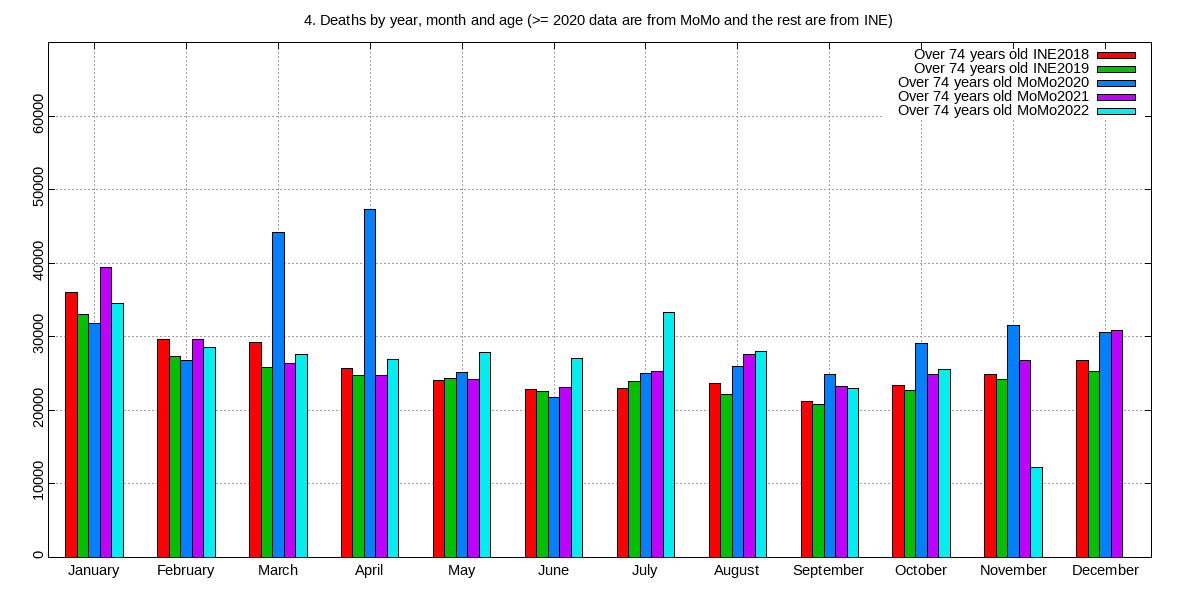 4. Deaths by year, month and age (>= 2020 data are from MoMo and the rest are from INE)
Over 74 years old INE2018
Over 74 years old INE2019
Over 74 years old MoMo2020
Over 74 years old MoMo2021
Over 74 years old MoMo2022
60000
50000
40000
30000
20000
10000
0
January February March April May June July August September October November December